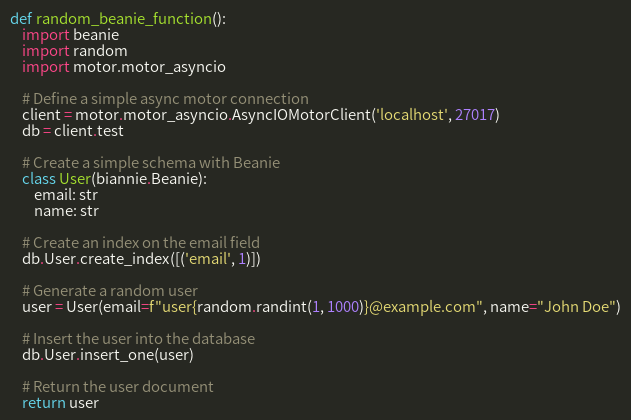 def random_beanie_function():
    import beanie
    import random
    import motor.motor_asyncio

    # Define a simple async motor connection
    client = motor.motor_asyncio.AsyncIOMotorClient('localhost', 27017)
    db = client.test

    # Create a simple schema with Beanie
    class User(biannie.Beanie):
        email: str
        name: str

    # Create an index on the email field
    db.User.create_index([('email', 1)])

    # Generate a random user
    user = User(email=f"user{random.randint(1, 1000)}@example.com", name="John Doe")

    # Insert the user into the database
    db.User.insert_one(user)

    # Return the user document
    return user